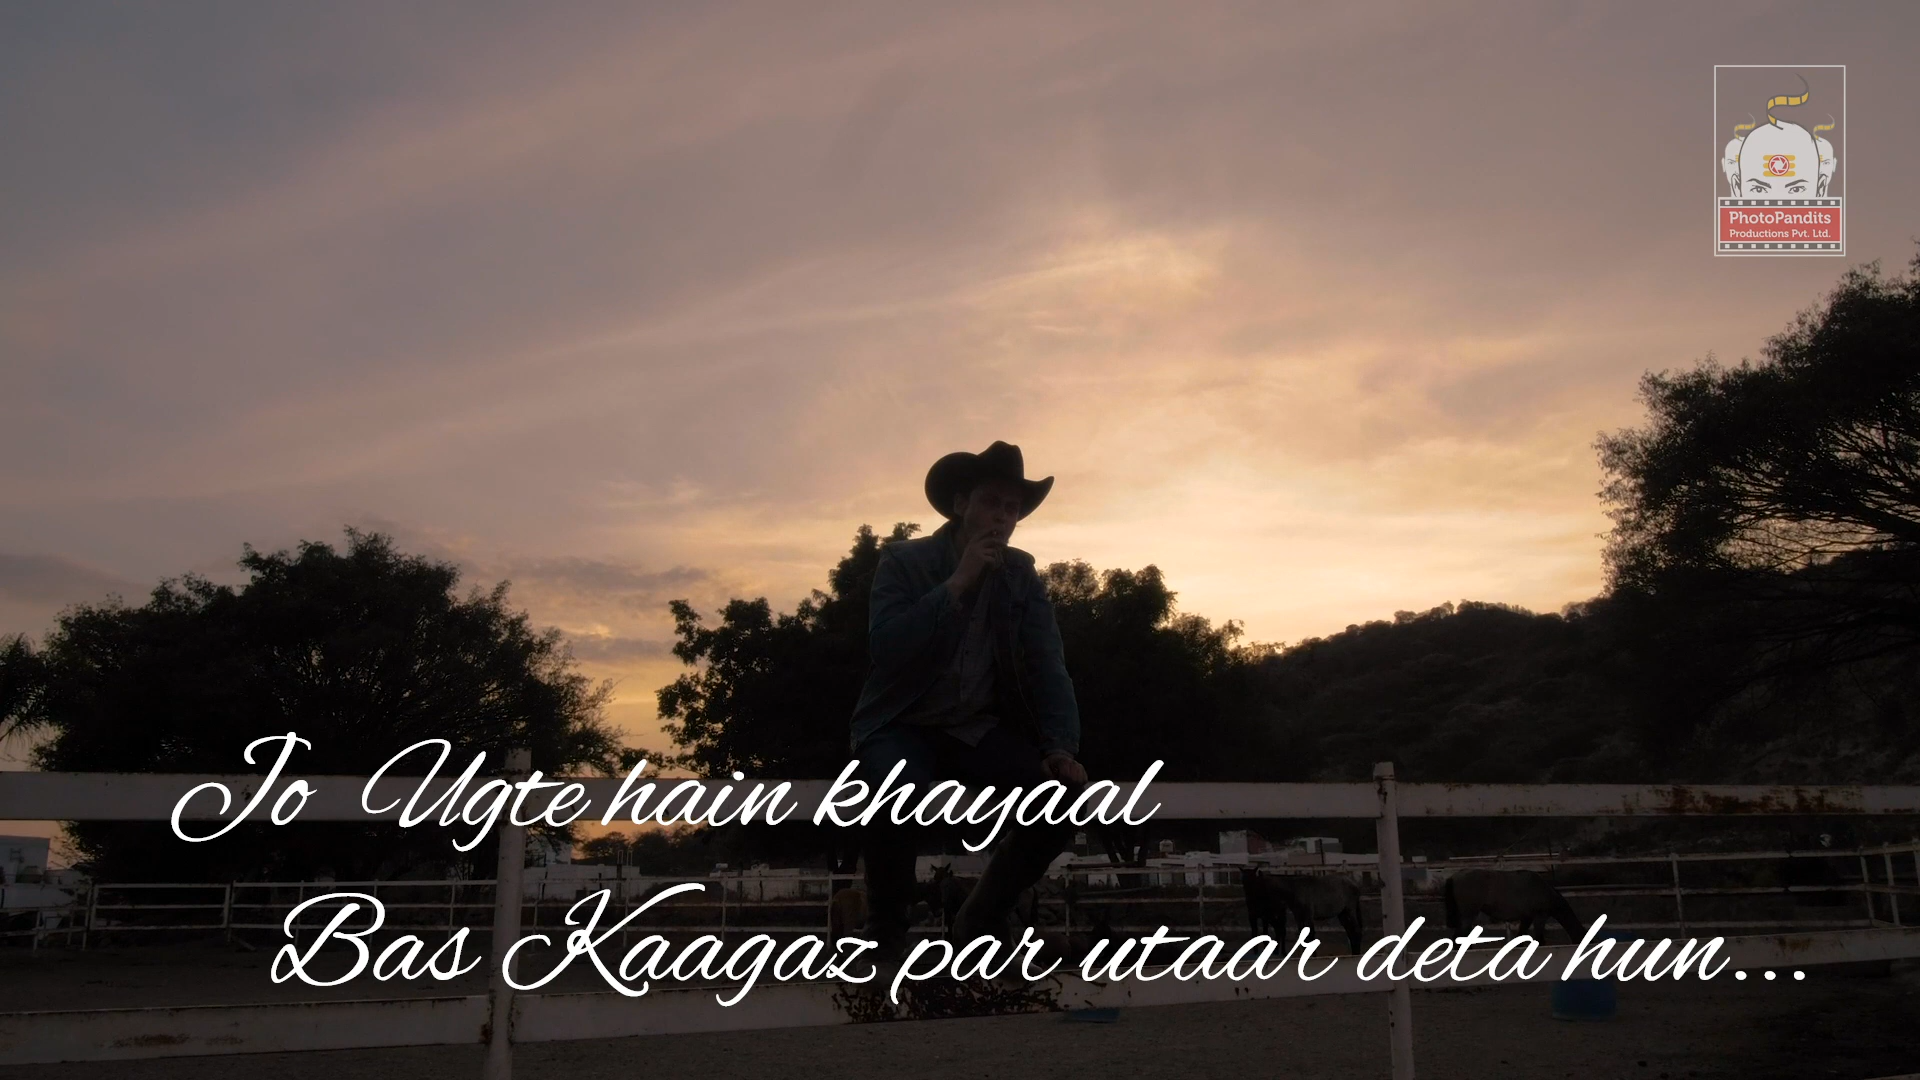 PhotoPandits
Productions Pvt. Ltd.
Jo Ugte hain khayaal
Bas Kaagaz par utaar deta hun...